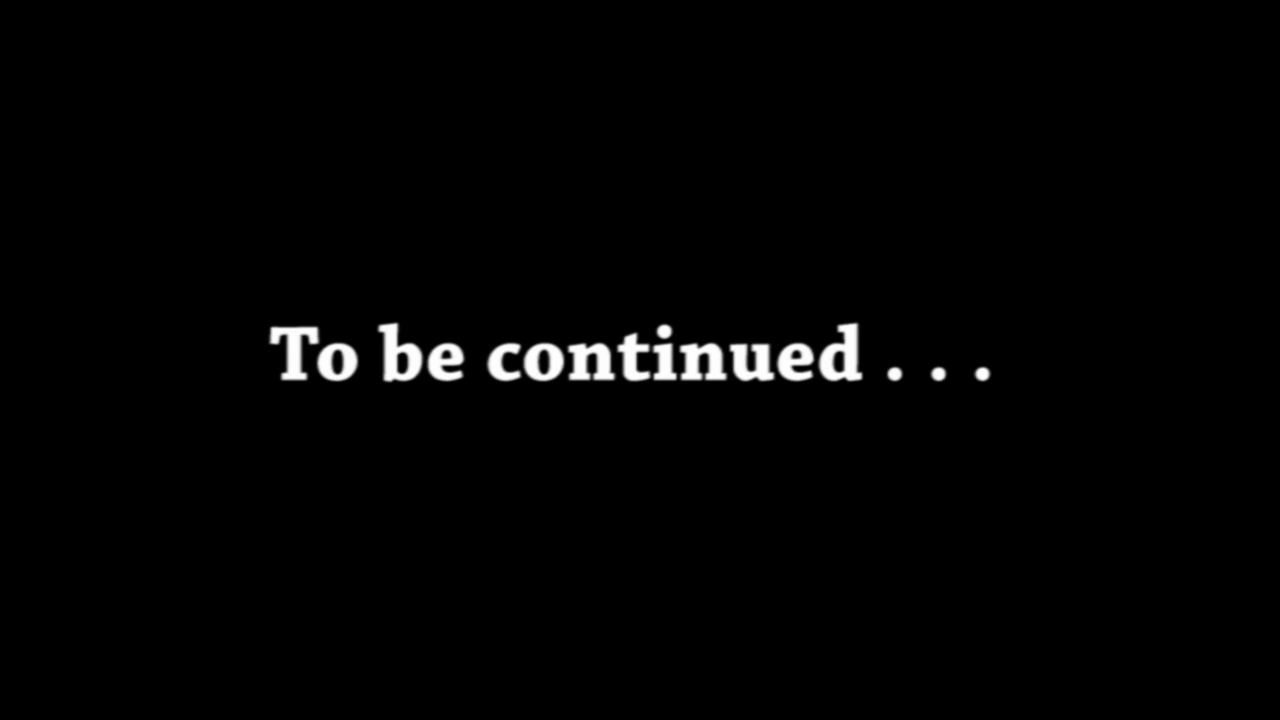 To be continued . . .